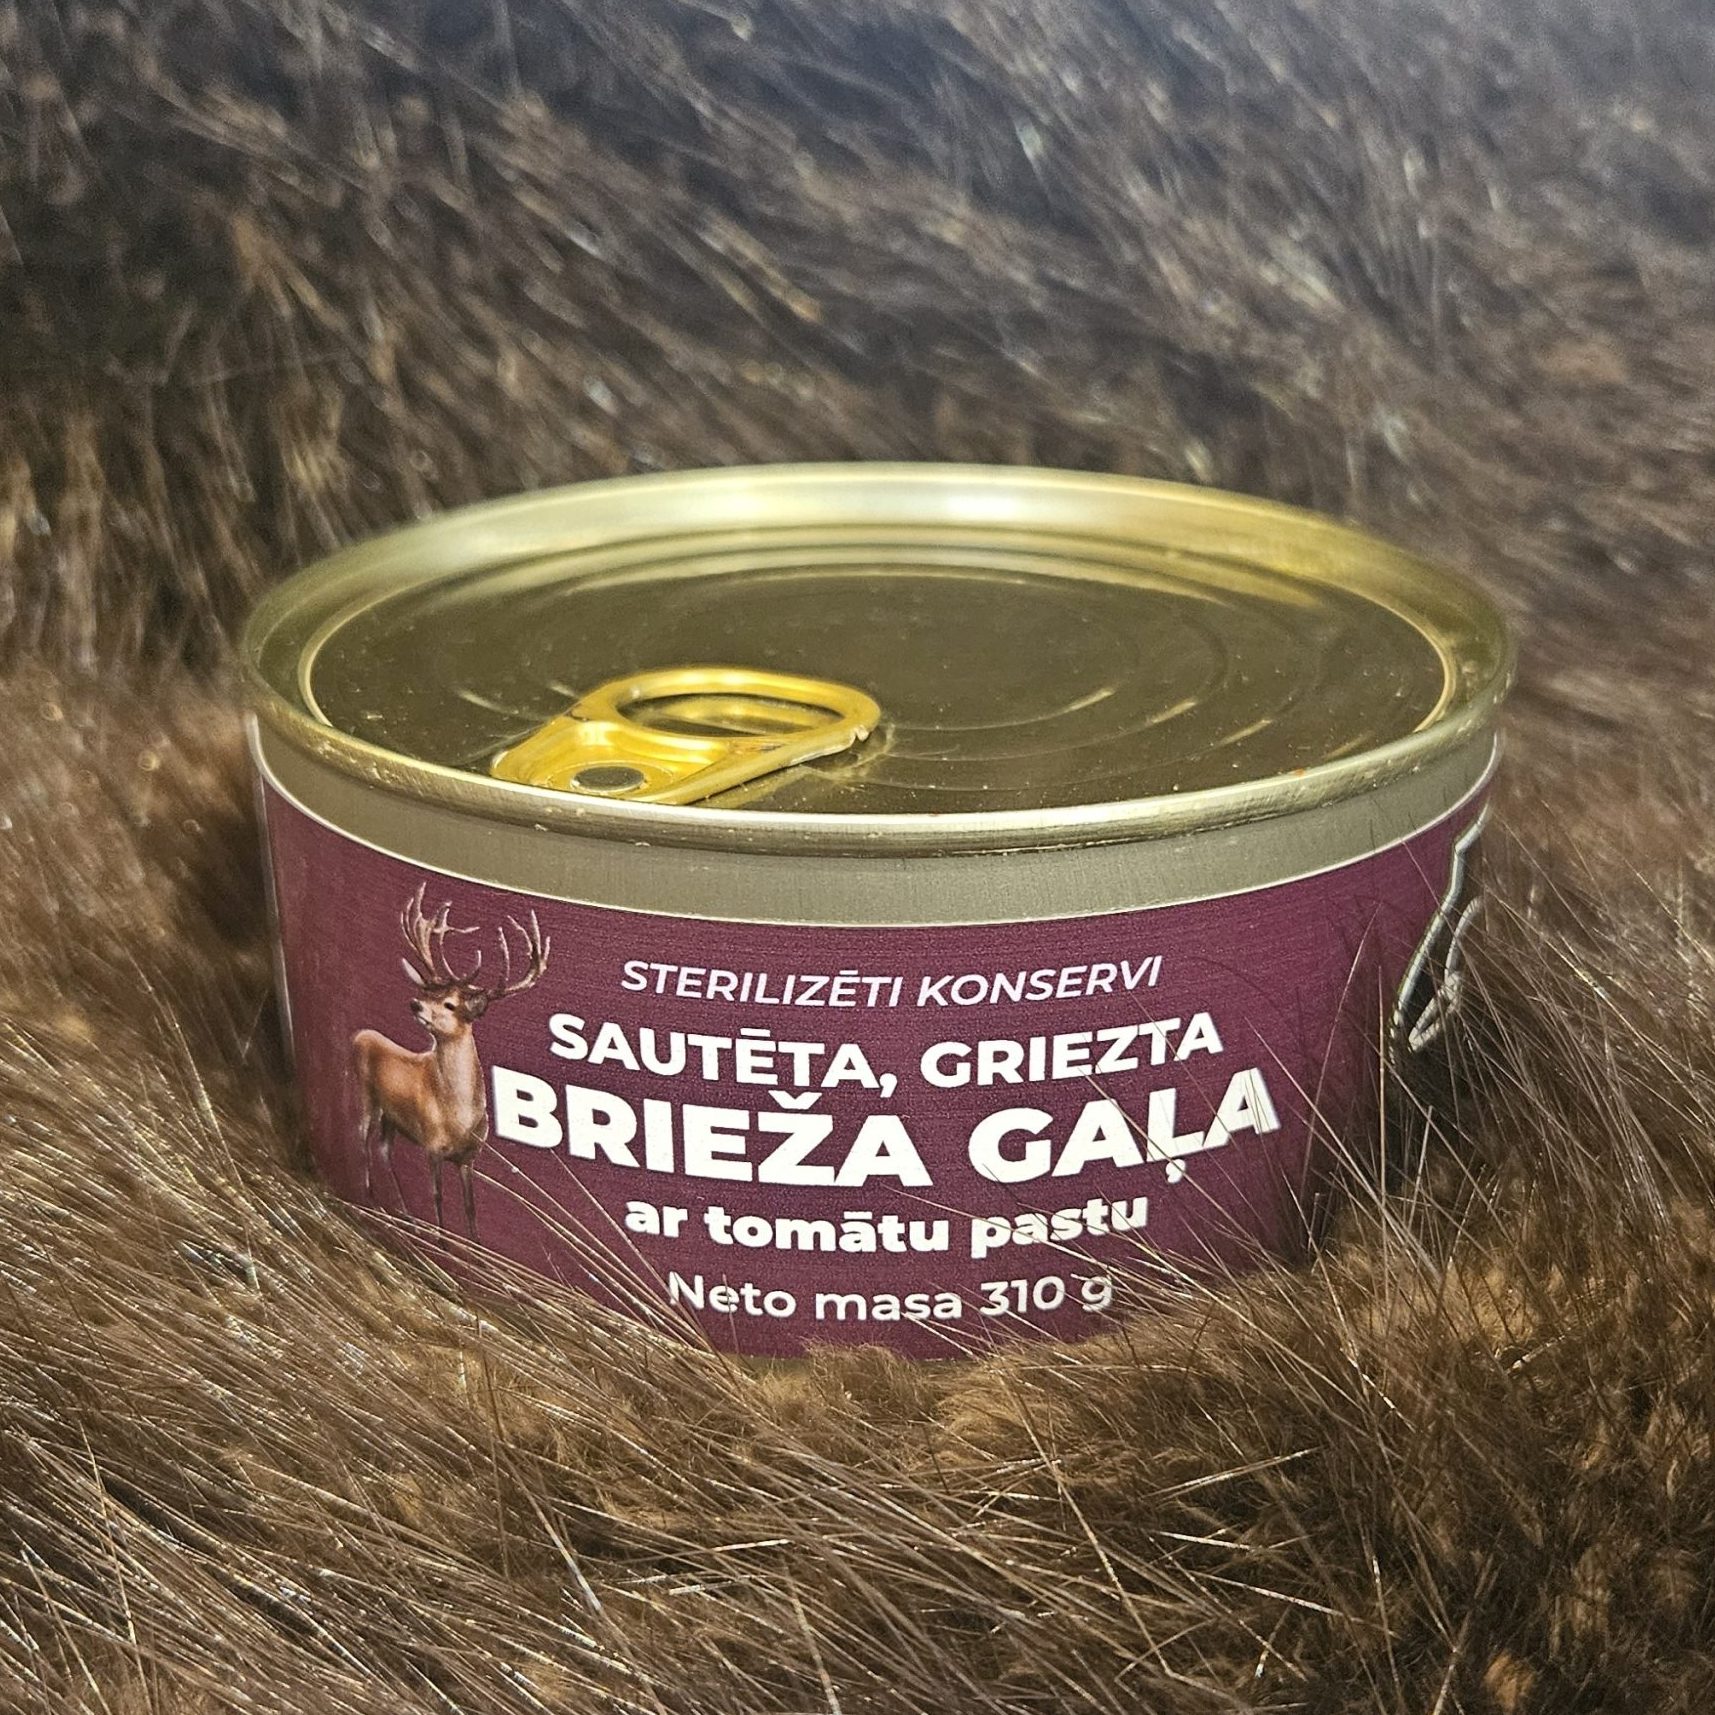 STERILIZĒTI KONSERVI
SAUTĒTA, GRIEZTA
BRIEŽA GAĻA
ar tomātu pastu
Neto masa 310 g